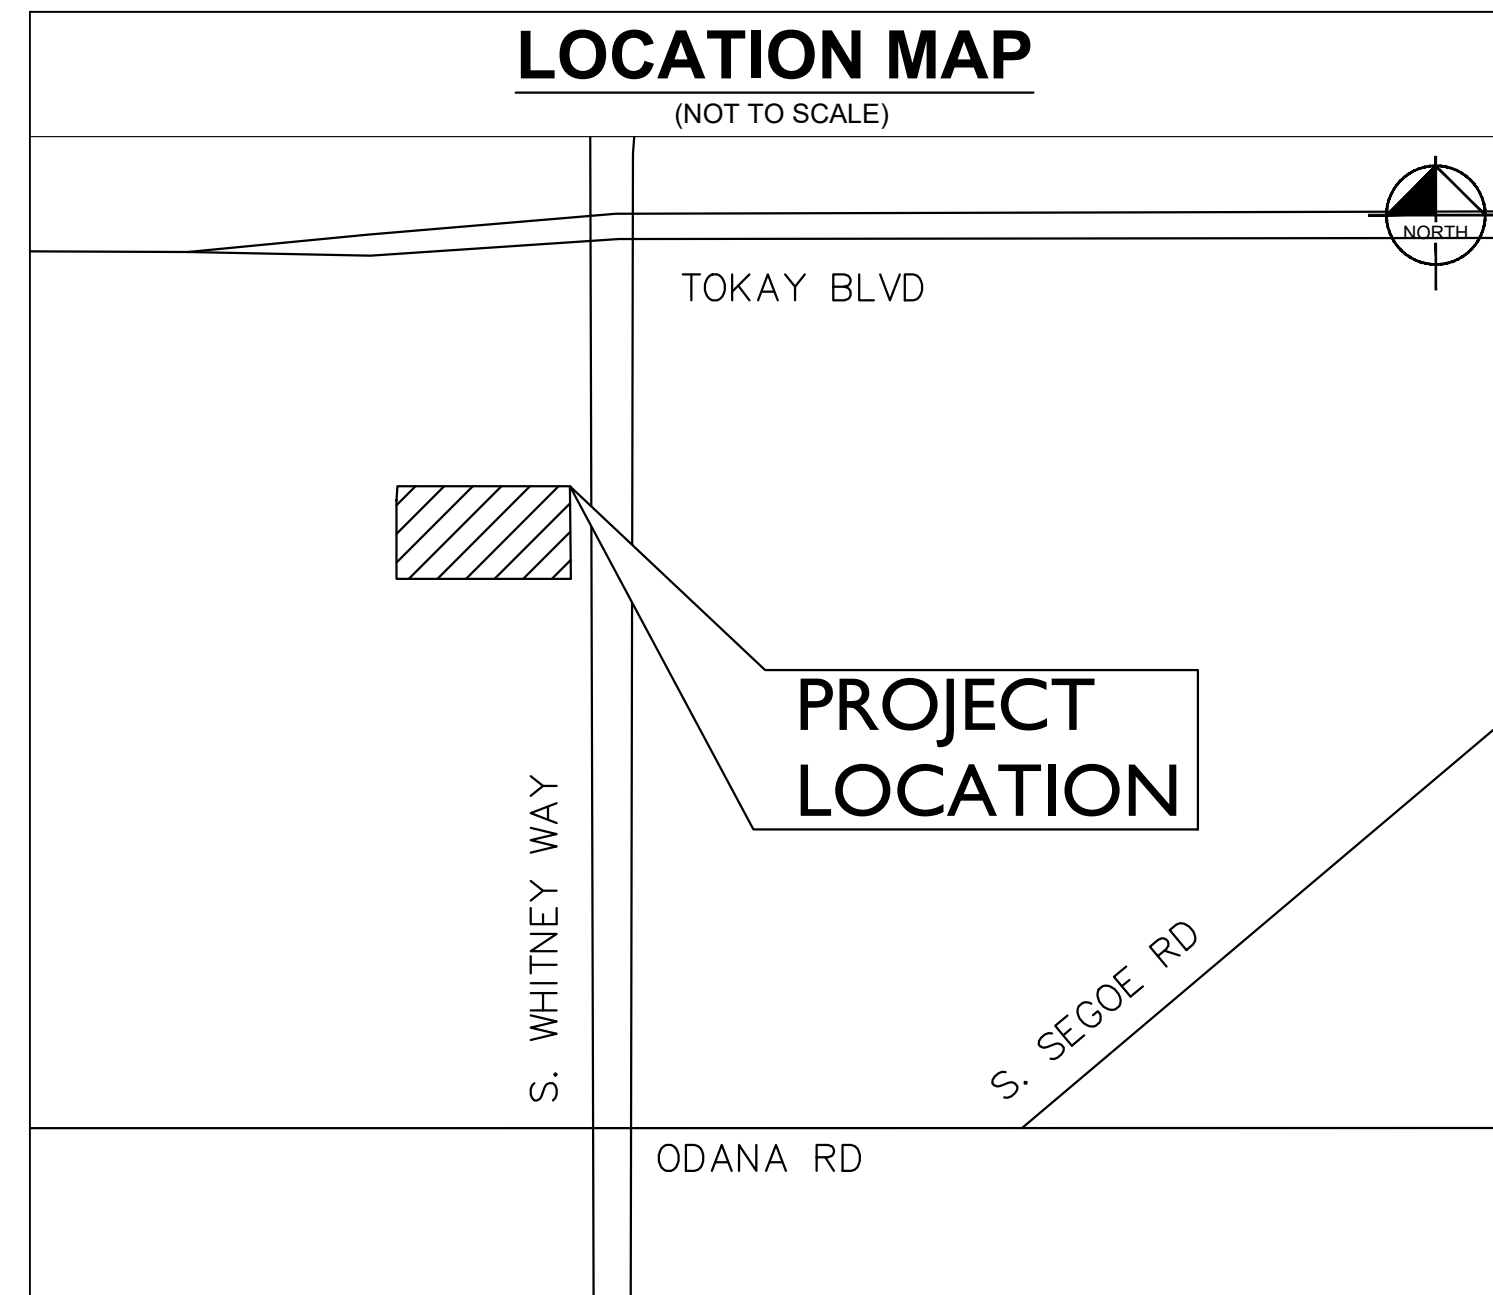 LOCATION MAP
(NOT TO SCALE)
NORTH
TOKAY BLVD
PROJECT
LOCATION
S. WHITNEY WAY
S. SEGOE RD
ODANA RD